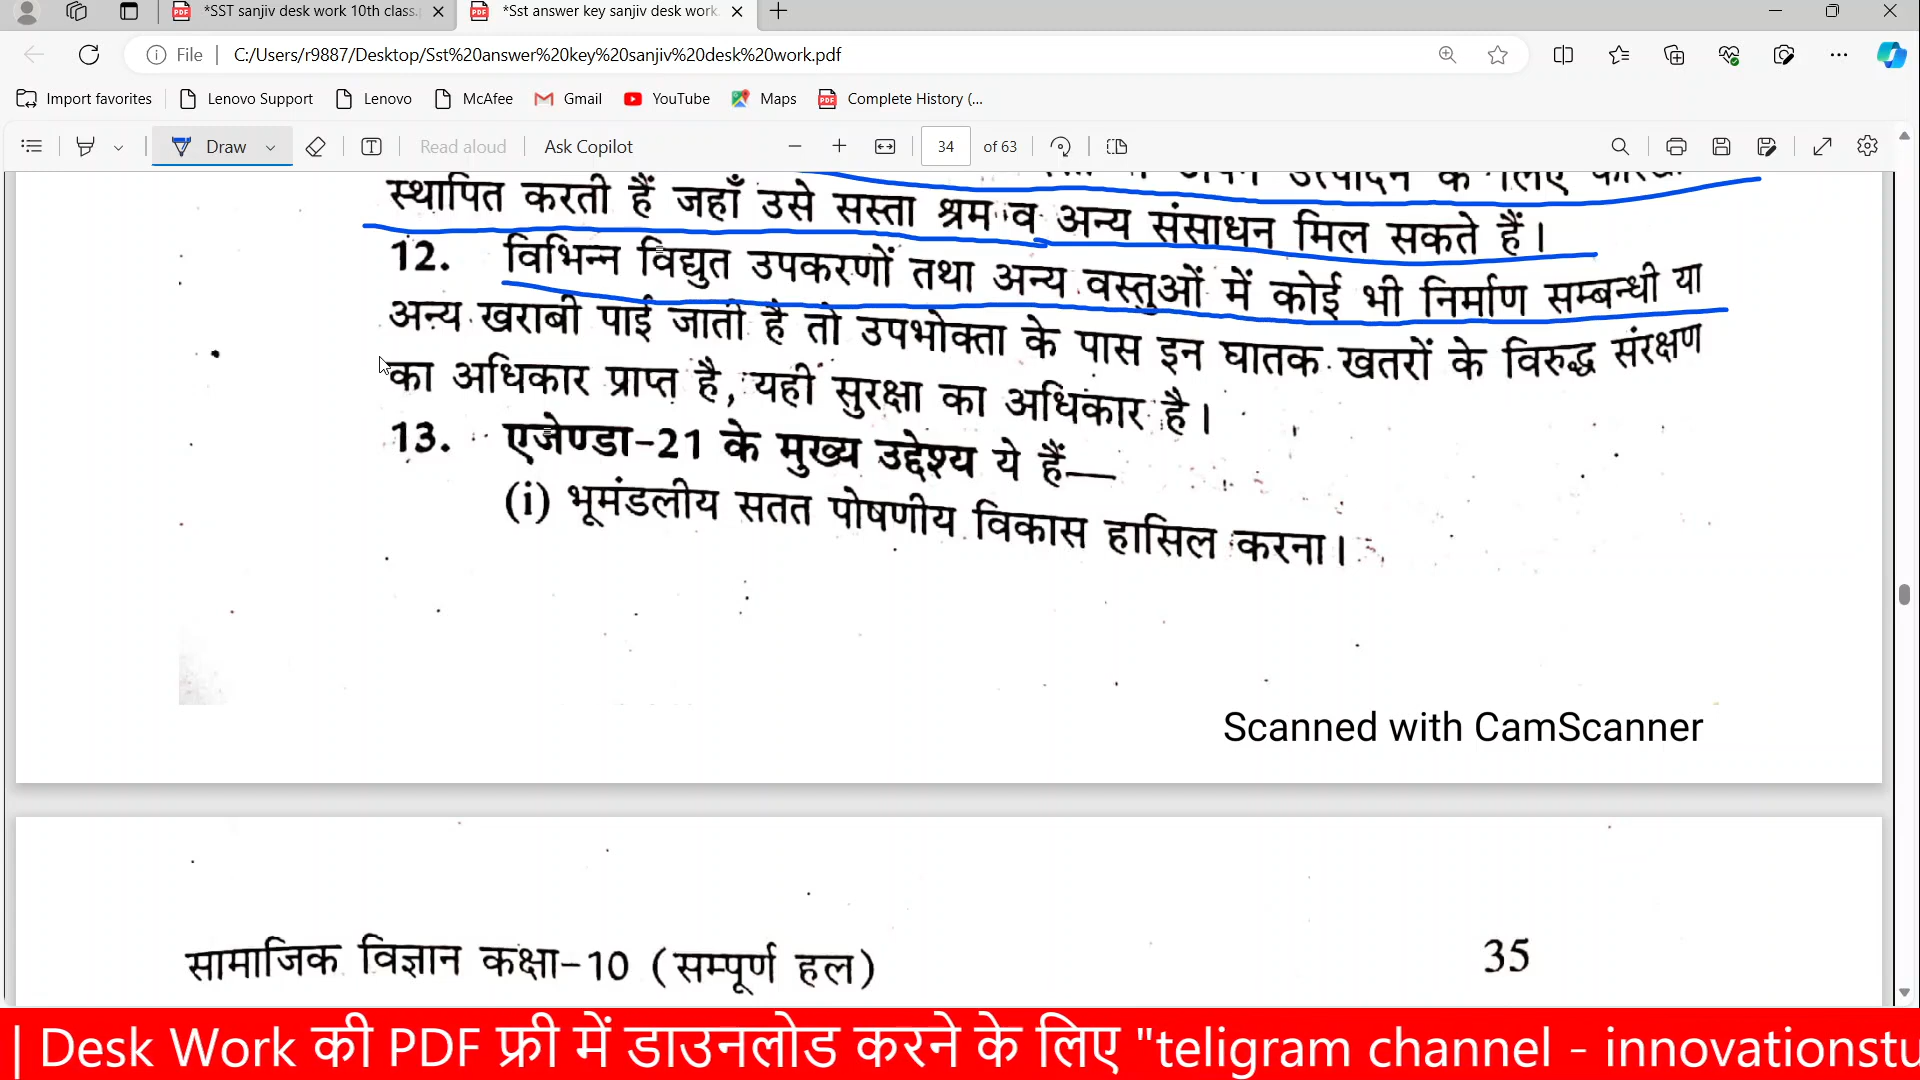 *SST sanjiv desk work 10th class.
*Sst answer key sanjiv desk work.
File
C:/Users/r9887/Desktop/Sst%20answer%20key%20sanjiv%20desk%20work.pdf
Import favorites
Lenovo Support
Lenovo
McAfee
Gmail
YouTube
Maps
Complete History (...
Draw
Read aloud
Ask Copilot
34 of 63
उत्पादन के लिए
स्थापित करती हैं जहाँ उसे सस्ता श्रम व अन्य संसाधन मिल सकते हैं।
12. विभिन्न विद्युत उपकरणों तथा अन्य वस्तुओं में कोई भी निर्माण सम्बन्धी या
अन्य खराबी पाई जाती है तो उपभोक्ता के पास इन घातक खतरों के विरुद्ध संरक्षण
का अधिकार प्राप्त है, यही सुरक्षा का अधिकार है।
13. एजेण्डा-21 के मुख्य उद्देश्य ये हैं—
(i) भूमंडलीय सतत पोषणीय विकास हासिल करना।
Scanned with CamScanner
सामाजिक विज्ञान कक्षा-10 (सम्पूर्ण हल)
35
| Desk Work की PDF फ्री में डाउनलोड करने के लिए "teligram channel - innovationstu